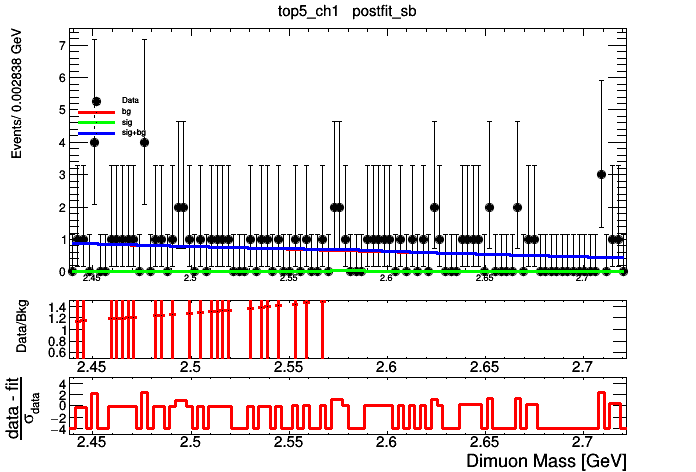 top5_ch1 postfit_sb
Events/ 0.002838 GeV
7
6
5
4
3
2
1
0
Data
bg
sig
sig+bg
2.45 2.5 2.55 2.6 2.65 2.7
Data/Bkg
1.4
1.2
1
0.8
0.6
2.45 2.5 2.55 2.6 2.65 2.7
data - fit
σdata
4
2
0
−2
−4
2.45 2.5 2.55 2.6 2.65 2.7
Dimuon Mass [GeV]